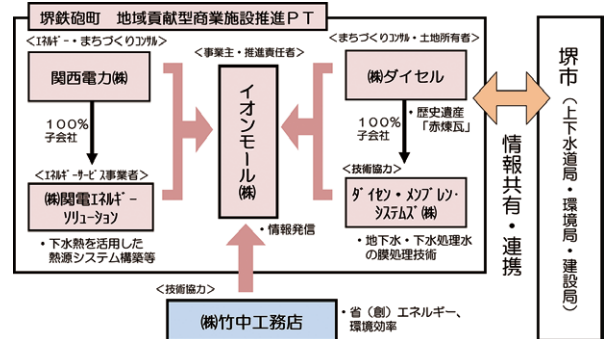 堺鉄砲町　地域貢献型商業施設推進ＰＴ
＜ｴﾈﾙｷﾞｰ・まちづくりコンサル＞
関西電力㈱
１００％
子会社
＜ｴﾈﾙｷﾞｰサービス事業者＞
㈱関電エネルギー
ソリューション
・下水熱を活用した
熱源システム構築等
＜事業主・推進責任者＞
イオンモール㈱
・情報発信
＜まちづくりコンサル・土地所有者＞
㈱ダイセル
・歴史遺産
「赤煉瓦」
１００％
子会社
＜技術協力＞
ダイセン・メンブレン・
システムズ㈱
・地下水・下水処理水
の膜処理技術
＜技術協力＞
㈱竹中工務店
・省（創）エネルギー、
環境効率
情報共有・連携
堺市（上下水道局・環境局・建設局）